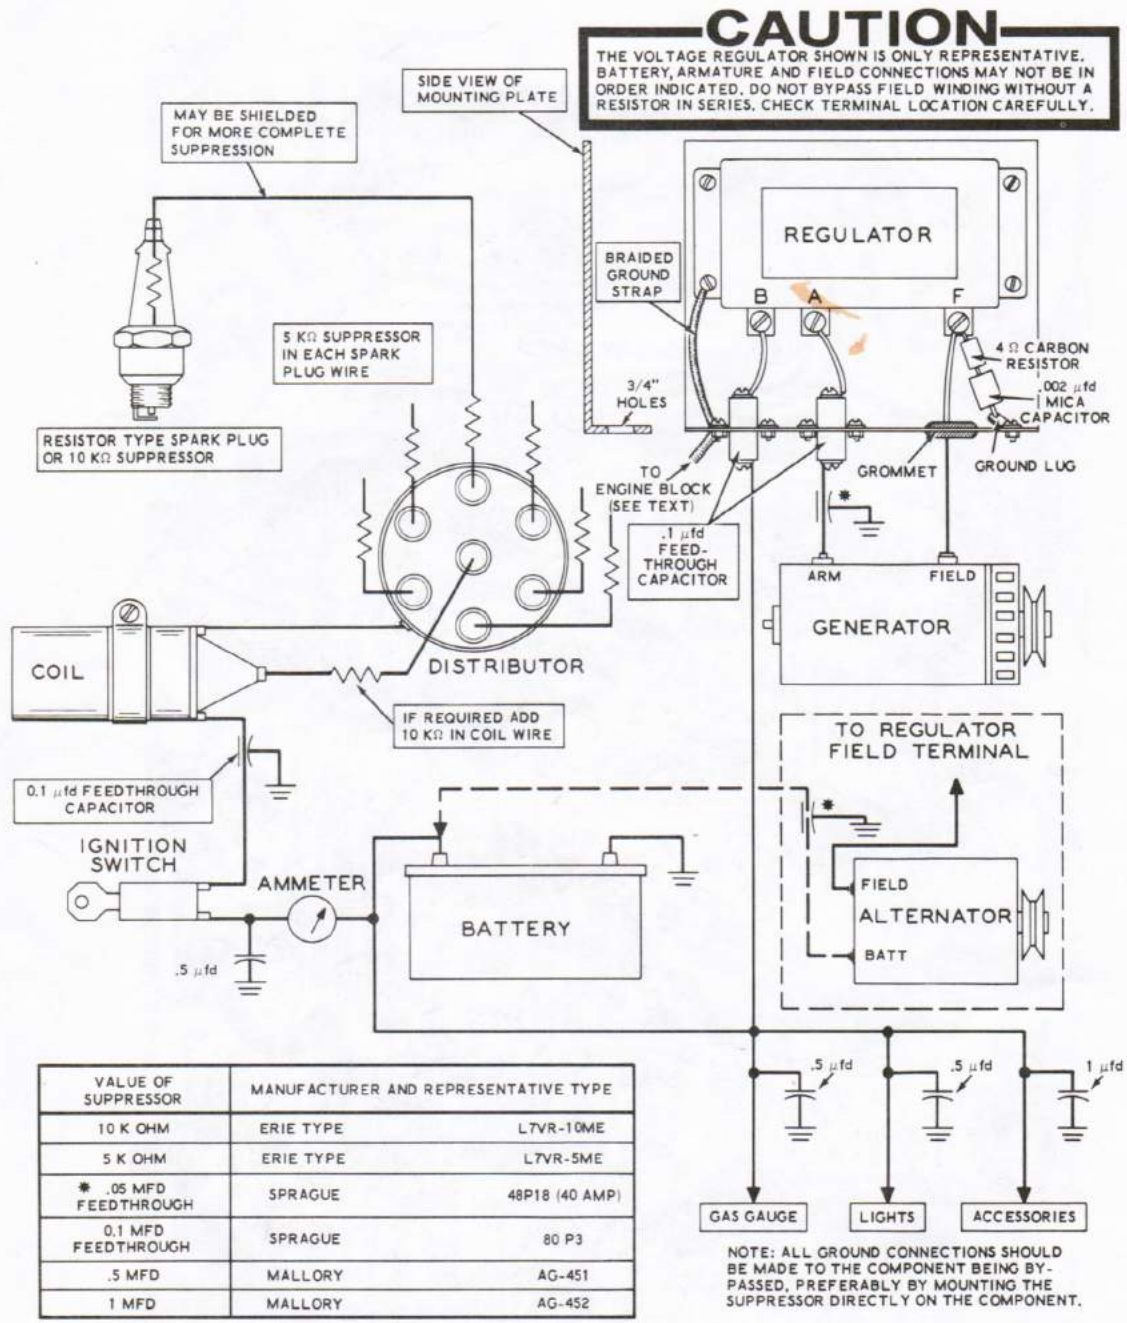 CAUTION
THE VOLTAGE REGULATOR SHOWN IS ONLY REPRESENTATIVE.
BATTERY, ARMATURE AND FIELD CONNECTIONS MAY NOT BE IN
ORDER INDICATED. DO NOT BYPASS FIELD WINDING WITHOUT A
RESISTOR IN SERIES. CHECK TERMINAL LOCATION CAREFULLY.
SIDE VIEW OF
MOUNTING PLATE
MAY BE SHIELDED
FOR MORE COMPLETE
SUPPRESSION
REGULATOR
BRAIDED
GROUND
STRAP
B
A
F
5 KΩ SUPPRESSOR
IN EACH SPARK
PLUG WIRE
4 Ω CARBON
RESISTOR
.002 μfd
MICA
CAPACITOR
3/4"
HOLES
RESISTOR TYPE SPARK PLUG
OR 10 KΩ SUPPRESSOR
TO
ENGINE BLOCK
(SEE TEXT)
GROMMET
GROUND LUG
*
.1 μfd
FEED-
THROUGH
CAPACITOR
ARM
FIELD
GENERATOR
COIL
DISTRIBUTOR
IF REQUIRED ADD
10 KΩ IN COIL WIRE
TO REGULATOR
FIELD TERMINAL
0.1 μfd FEEDTHROUGH
CAPACITOR
*
IGNITION
SWITCH
AMMETER
BATTERY
FIELD
ALTERNATOR
BATT
.5 μfd
.5 μfd
.5 μfd
1 μfd
VALUE OF
SUPPRESSOR
MANUFACTURER AND REPRESENTATIVE TYPE
10 K OHM ERIE TYPE L7VR-10ME
5 K OHM ERIE TYPE L7VR-5ME
* .05 MFD
FEEDTHROUGH
SPRAGUE 48P18 (40 AMP)
0.1 MFD
FEEDTHROUGH
SPRAGUE 80 P3
.5 MFD MALLORY AG-451
1 MFD MALLORY AG-452
GAS GAUGE
LIGHTS
ACCESSORIES
NOTE: ALL GROUND CONNECTIONS SHOULD
BE MADE TO THE COMPONENT BEING BY-
PASSED, PREFERABLY BY MOUNTING THE
SUPPRESSOR DIRECTLY ON THE COMPONENT.